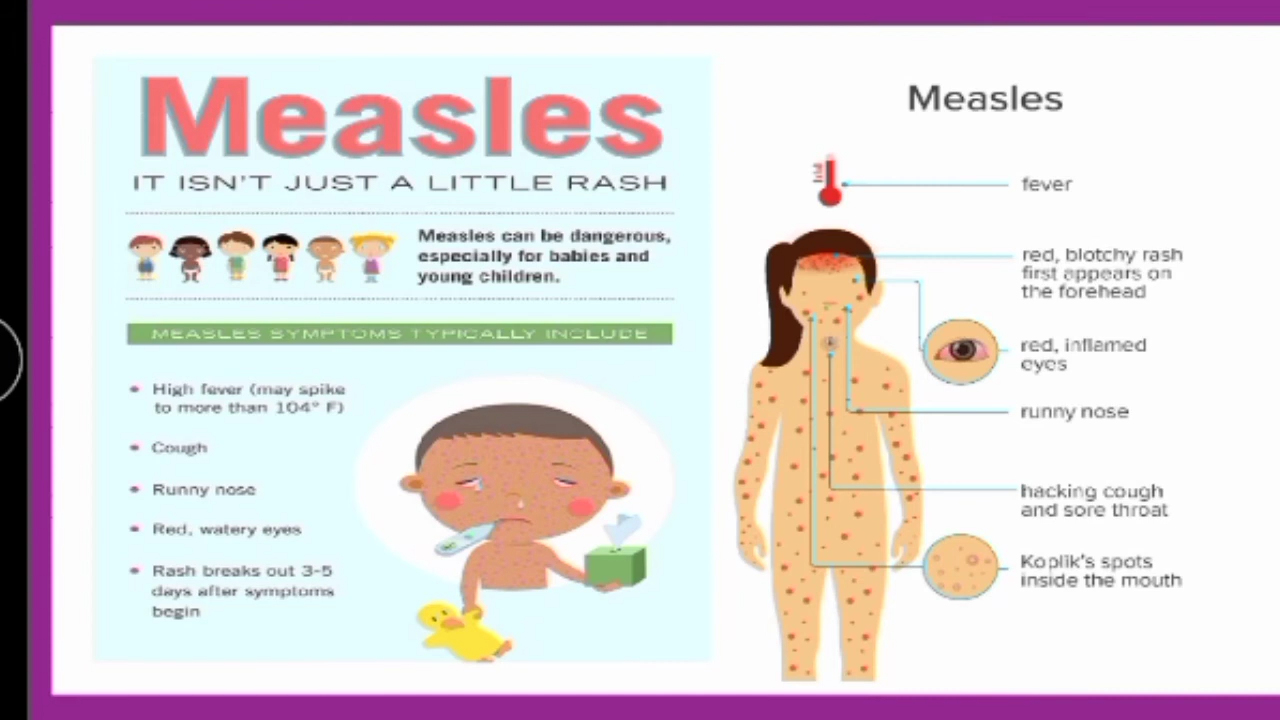 Measles
IT ISN'T JUST A LITTLE RASH
Measles can be dangerous,
especially for babies and
young children.
MEASLES SYMPTOMS TYPICALLY INCLUDE
• High fever (may spike
to more than 104° F)
• Cough
• Runny nose
• Red, watery eyes
• Rash breaks out 3-5
days after symptoms
begin
Measles
fever
red, blotchy rash
first appears on
the forehead
red, inflamed
eyes
runny nose
hacking cough
and sore throat
Koplik's spots
inside the mouth